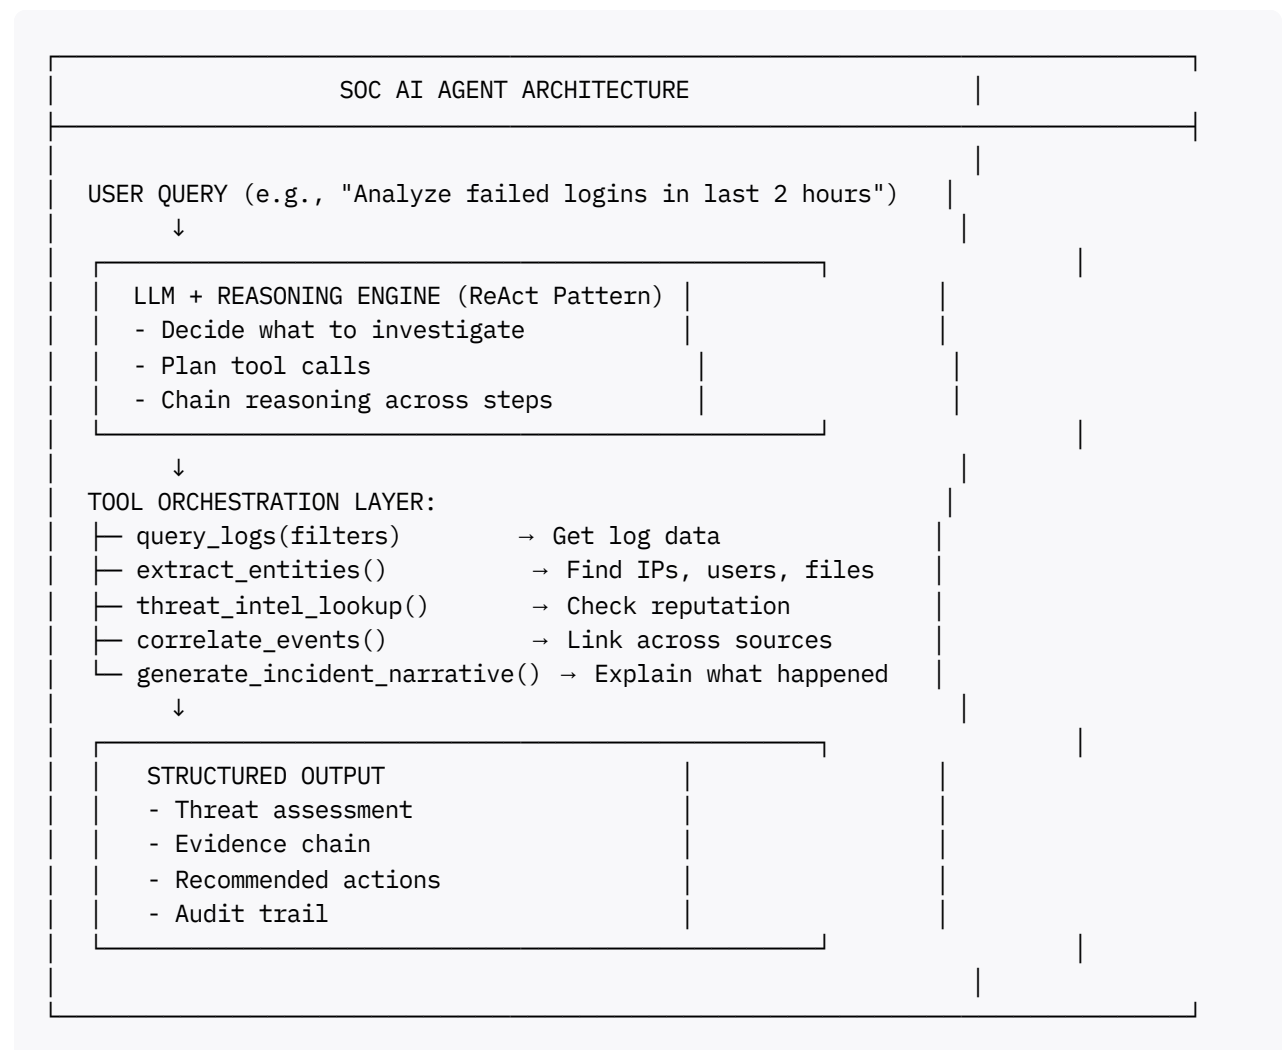 SOC AI AGENT ARCHITECTURE
USER QUERY (e.g., "Analyze failed logins in last 2 hours")
↓
LLM + REASONING ENGINE (ReAct Pattern)
- Decide what to investigate
- Plan tool calls
- Chain reasoning across steps
↓
TOOL ORCHESTRATION LAYER:
├─ query_logs(filters) → Get log data
├─ extract_entities() → Find IPs, users, files
├─ threat_intel_lookup() → Check reputation
├─ correlate_events() → Link across sources
└─ generate_incident_narrative() → Explain what happened
↓
STRUCTURED OUTPUT
- Threat assessment
- Evidence chain
- Recommended actions
- Audit trail